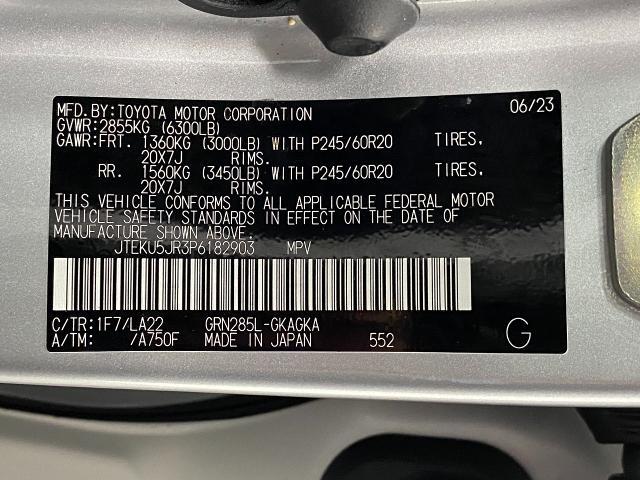 MFD.BY:TOYOTA MOTOR CORPORATION 06/23
GVWR:2855KG (6300LB)
GAWR:FRT. 1360KG (3000LB) WITH P245/60R20 TIRES,
20X7J RIMS.
RR. 1560KG (3450LB) WITH P245/60R20 TIRES,
20X7J RIMS.
THIS VEHICLE CONFORMS TO ALL APPLICABLE FEDERAL MOTOR
VEHICLE SAFETY STANDARDS IN EFFECT ON THE DATE OF
MANUFACTURE SHOWN ABOVE.
JTEKU5JR3P6182903 MPV
C/TR:1F7/LA22 GRN285L-GKAGKA
A/TM: /A750F MADE IN JAPAN 552 G